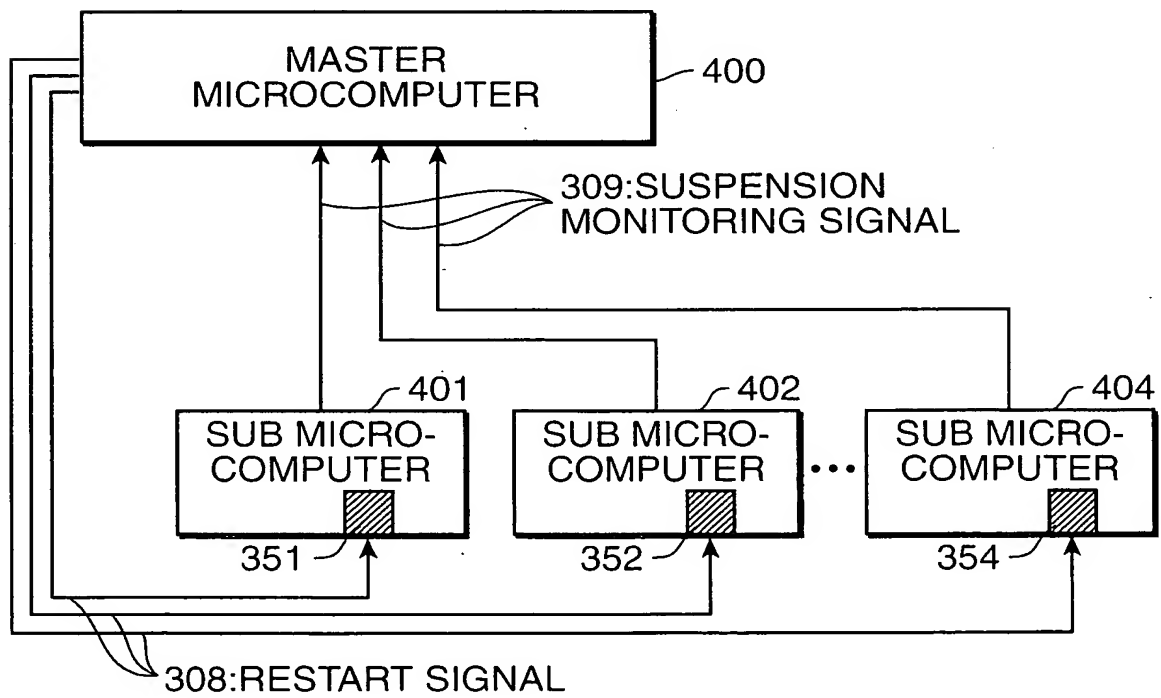 MASTER
MICROCOMPUTER
400
309:SUSPENSION
MONITORING SIGNAL
401
402
404
SUB MICRO-
COMPUTER
SUB MICRO-
COMPUTER
SUB MICRO-
COMPUTER
351
352
354
308:RESTART SIGNAL